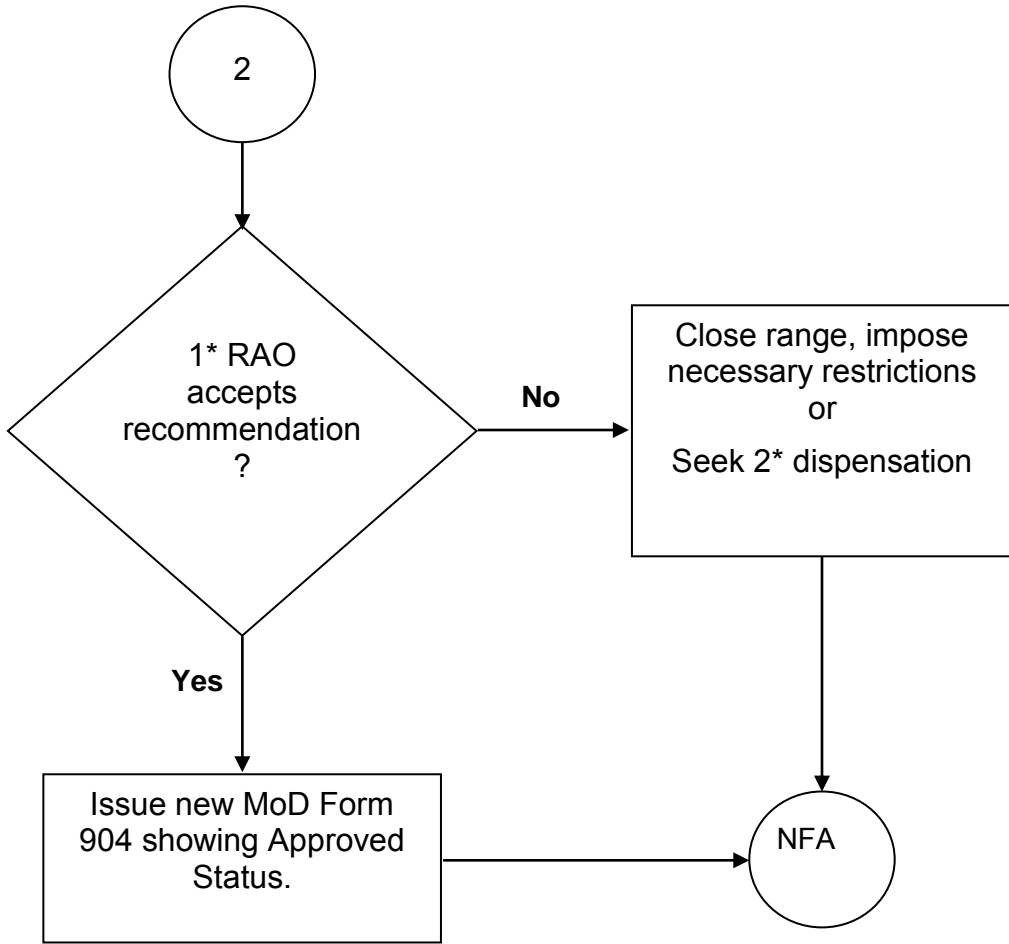 2
1* RAO
accepts
recommendation
?
No
Close range, impose
necessary restrictions
or
Seek 2* dispensation
Yes
Issue new MoD Form
904 showing Approved
Status.
NFA